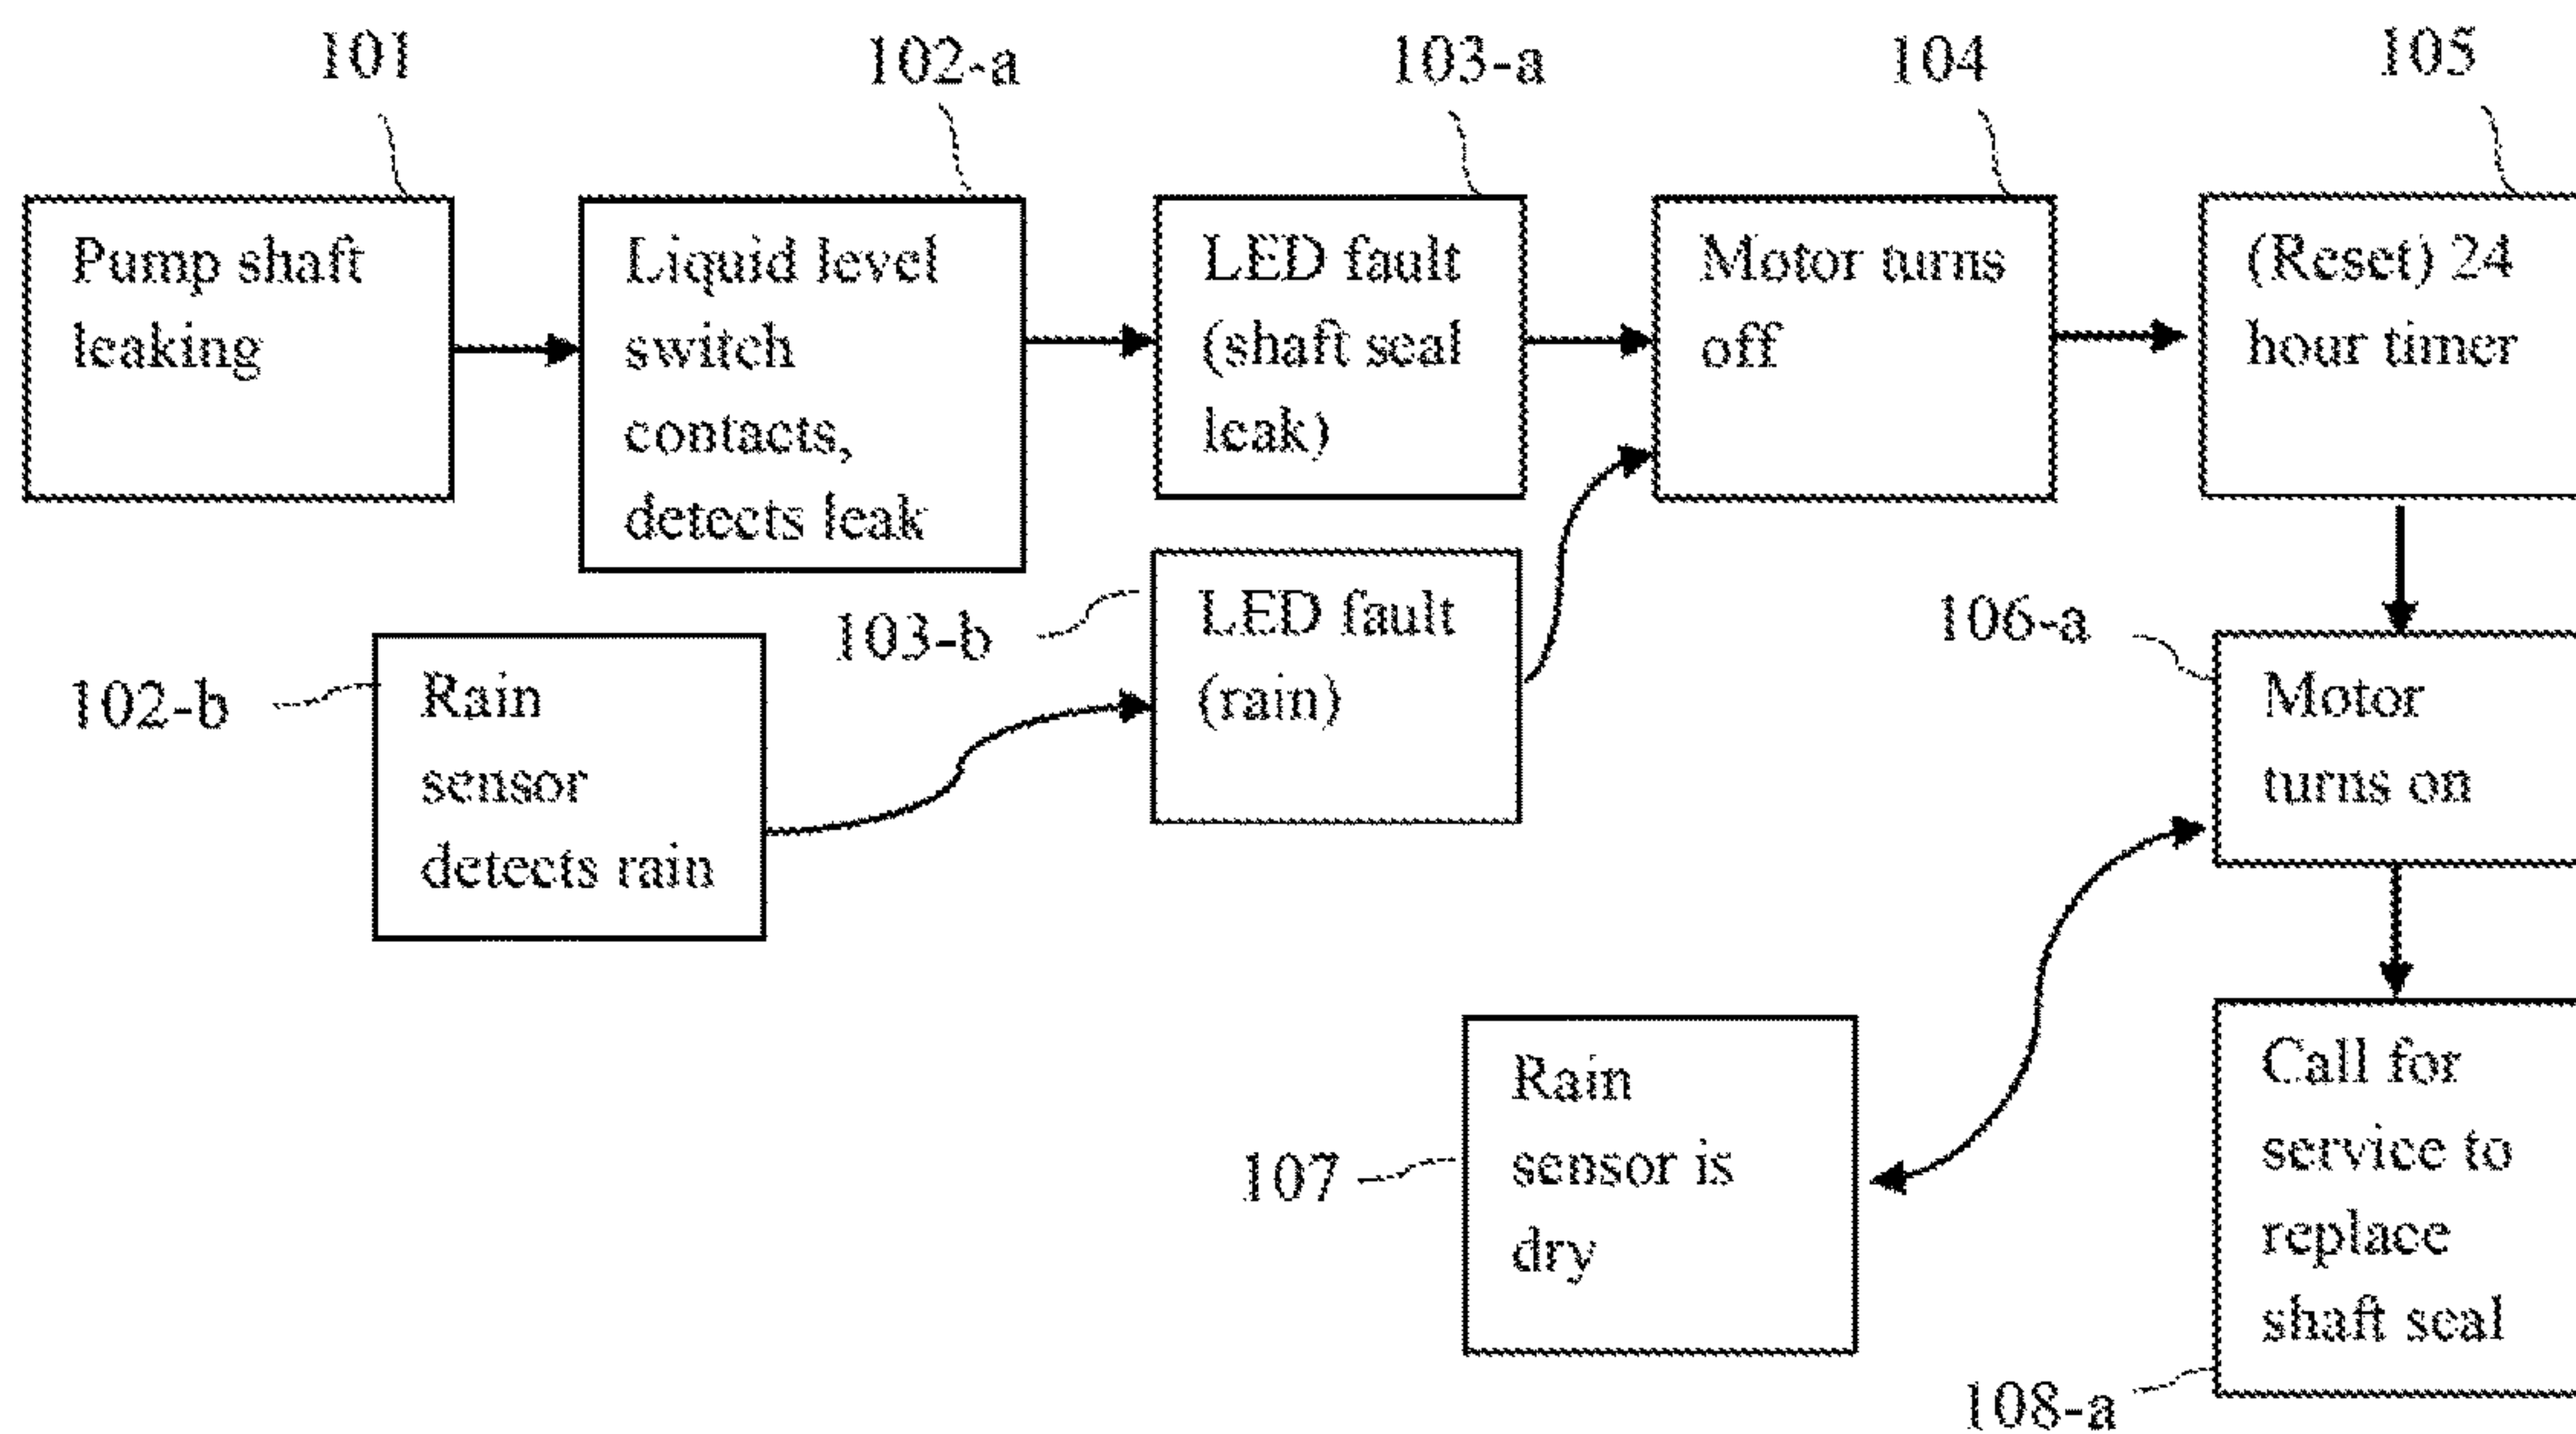 101
102-a
103-a
104
105
Pump shaft
leaking
Liquid level
switch
contacts,
detects leak
LED fault
(shaft seal
leak)
Motor turns
off
(Reset) 24
hour timer
102-b
Rain
sensor
detects rain
103-b
LED fault
(rain)
106-a
Motor
turns on
107
Rain
sensor is
dry
Call for
service to
replace
shaft seal
108-a